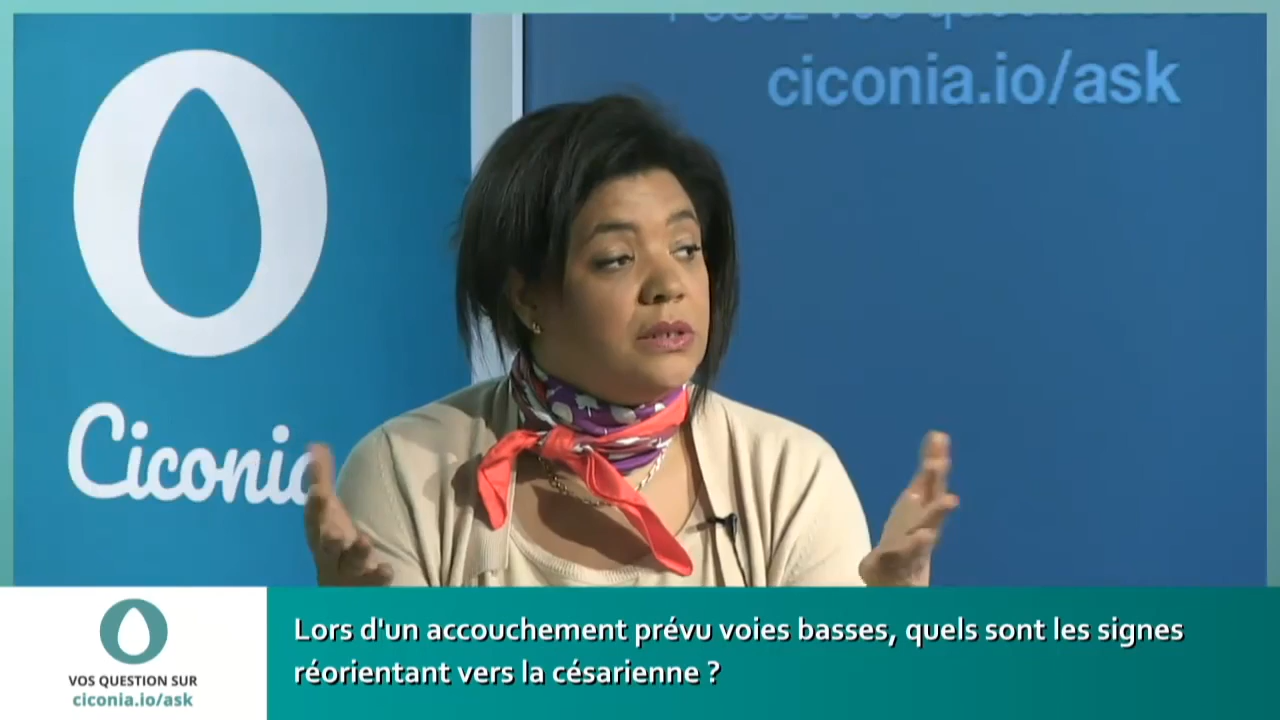 ciconia.io/ask
Ciconia
Lors d'un accouchement prévu voies basses, quels sont les signes
réorientant vers la césarienne ?
VOS QUESTION SUR
ciconia.io/ask